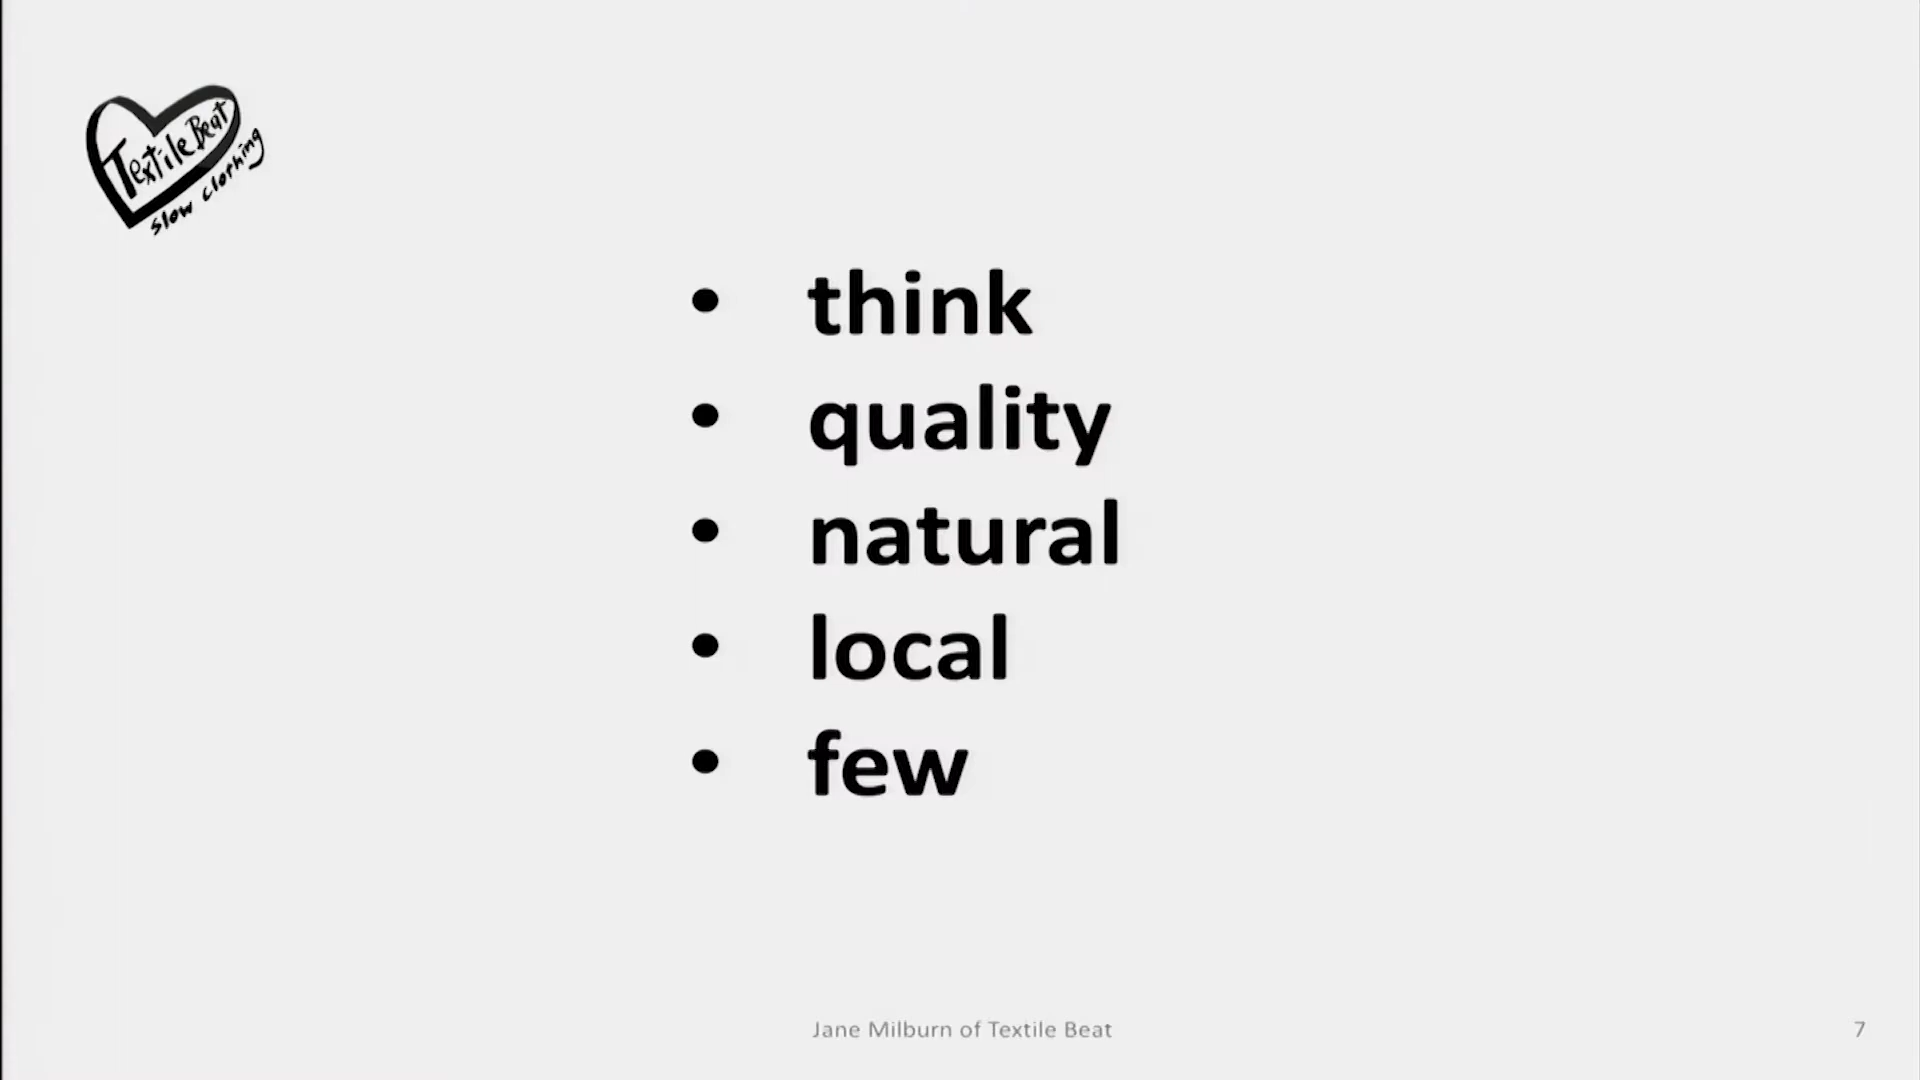 Textile Beat
slow clothing
• think
• quality
• natural
• local
• few
Jane Milburn of Textile Beat
7